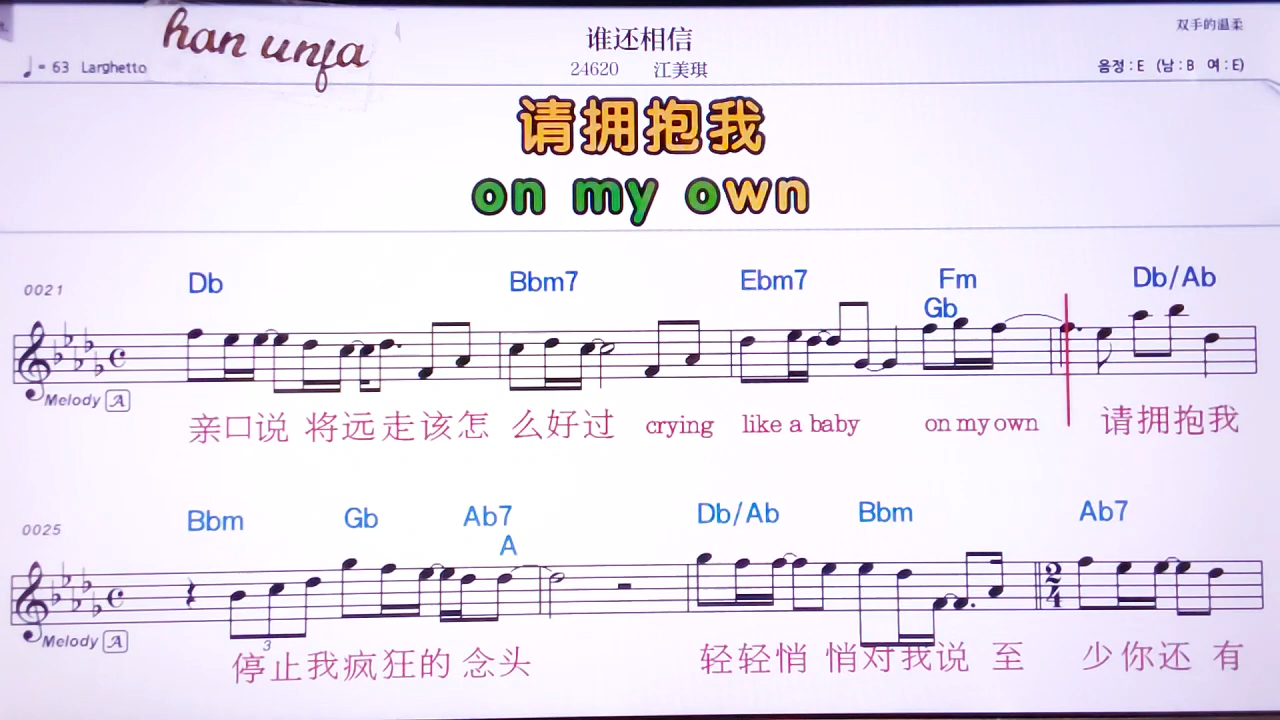 han unfa
谁还相信
双手的温柔
♩= 63 Larghetto
24620 江美琪
음정 : E (남 : B 여 : E)
请拥抱我
on my own
0021 Db Bbm7 Ebm7 Fm Db/Ab
Gb
Melody A
亲口说 将远走该怎 么好过 crying like a baby on my own 请拥抱我
0025 Bbm Gb Ab7 Db/Ab Bbm Ab7
A
2
4
3
Melody A
停止我疯狂的 念头 轻轻悄 悄对我说 至 少你还 有